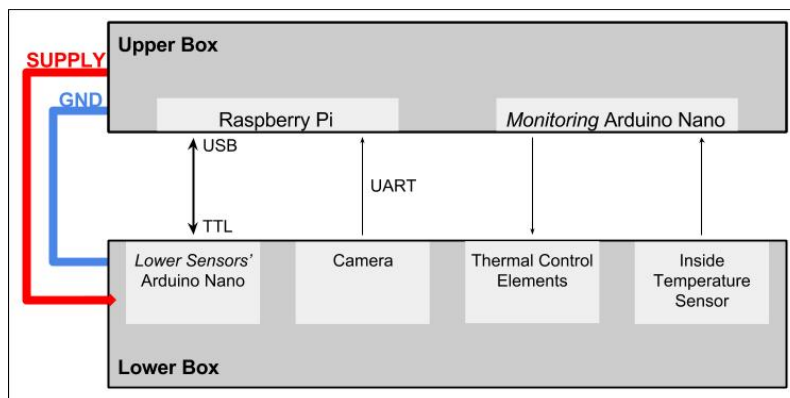 Upper Box
SUPPLY
GND
Raspberry Pi
Monitoring Arduino Nano
USB
UART
TTL
Lower Sensors'
Arduino Nano
Camera
Thermal Control
Elements
Inside
Temperature
Sensor
Lower Box